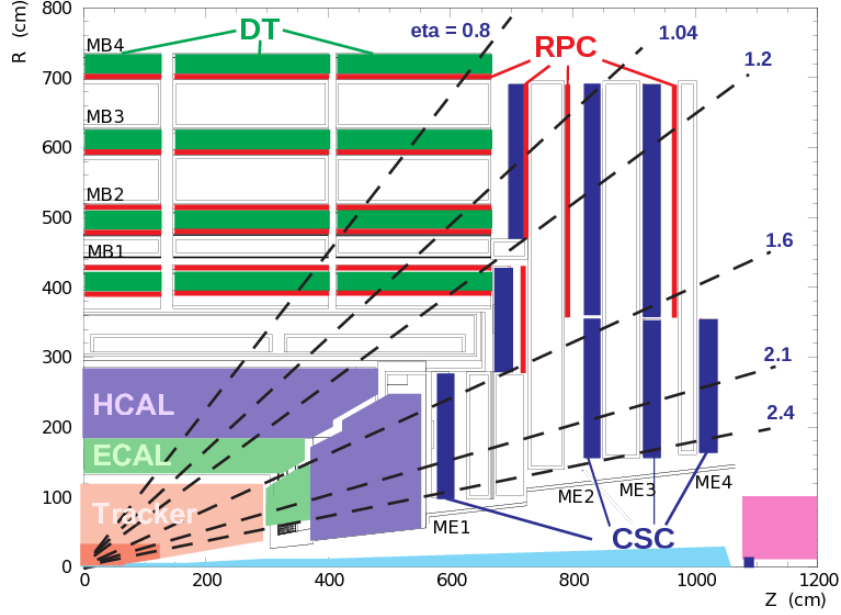 800
700
600
500
400
300
200
100
0
R (cm)
0
200
400
600
800
1000
1200
Z (cm)
MB4
MB3
MB2
MB1
DT
eta = 0.8
RPC
1.04
1.2
1.6
2.1
2.4
HCAL
ECAL
Tracker
ME1
ME2
ME3
ME4
CSC